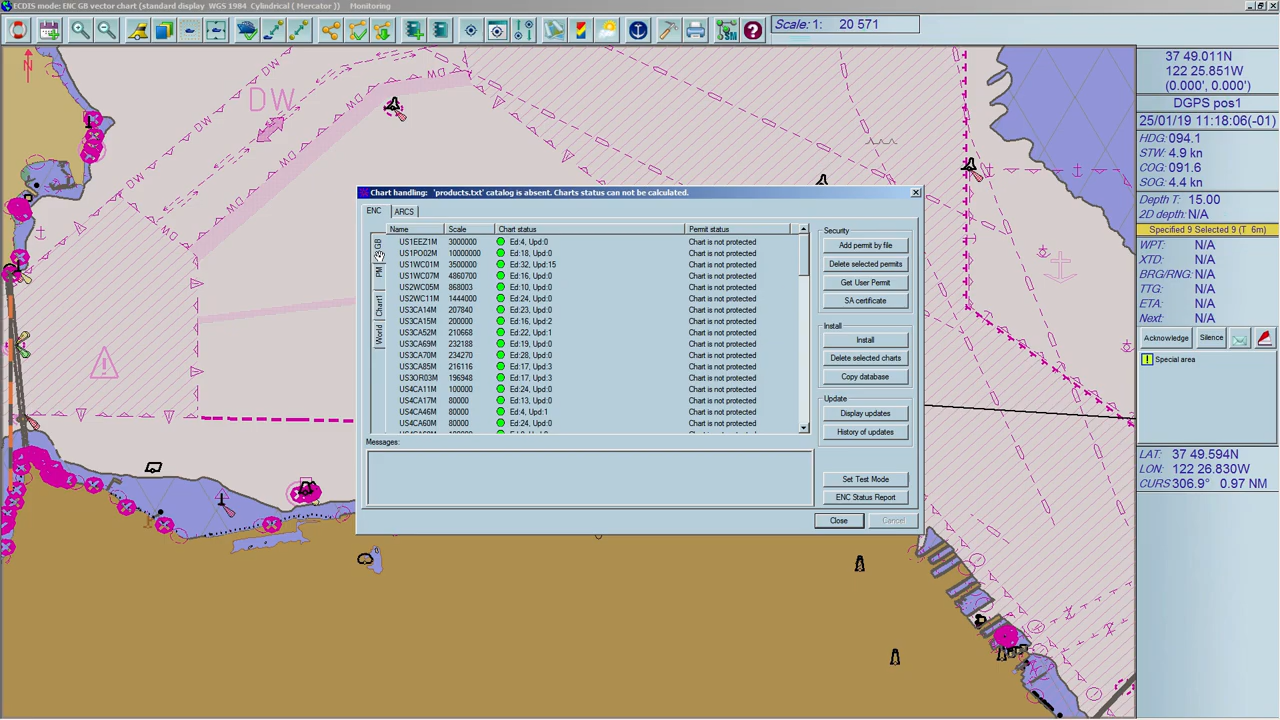 ECDIS mode: ENC GB vector chart (standard display WGS 1984 Cylindrical ( Mercator ) Monitoring
Scale: 1: 20 571
N
DW
DW
DW
DW
DW
DW
37 49.011N
122 25.851W
(0.000', 0.000')
DGPS pos1
25/01/19 11:18:06(-01)
HDG: 094.1
STW: 4.9 kn
COG: 091.6
SOG: 4.4 kn
Depth T: 15.00
2D depth: N/A
Specified 9 Selected 9 (T 6m)
WPT: N/A
XTD: N/A
BRG/RNG: N/A
TTG: N/A
ETA: N/A
Next: N/A
Acknowledge Silence
Special area
LAT: 37 49.594N
LON: 122 26.830W
CURS 306.9° 0.97 NM
Chart handling: 'products.txt' catalog is absent. Charts status can not be calculated.
ENC ARCS
GB
PM
Chart1
World
Name Scale Chart status Permit status
US1EEZ1M 3000000 Ed:4, Upd:0 Chart is not protected
US1PO02M 10000000 Ed:18, Upd:0 Chart is not protected
US1WC01M 3500000 Ed:32, Upd:15 Chart is not protected
US1WC07M 4860700 Ed:16, Upd:0 Chart is not protected
US2WC05M 868003 Ed:10, Upd:0 Chart is not protected
US2WC11M 1444000 Ed:24, Upd:0 Chart is not protected
US3CA14M 207840 Ed:23, Upd:0 Chart is not protected
US3CA15M 200000 Ed:16, Upd:2 Chart is not protected
US3CA52M 210668 Ed:22, Upd:1 Chart is not protected
US3CA69M 232188 Ed:19, Upd:0 Chart is not protected
US3CA70M 234270 Ed:28, Upd:0 Chart is not protected
US3CA85M 216116 Ed:17, Upd:3 Chart is not protected
US3OR03M 196948 Ed:17, Upd:3 Chart is not protected
US4CA11M 100000 Ed:24, Upd:0 Chart is not protected
US4CA17M 80000 Ed:13, Upd:0 Chart is not protected
US4CA46M 80000 Ed:4, Upd:1 Chart is not protected
US4CA60M 80000 Ed:24, Upd:0 Chart is not protected
Security
Add permit by file
Delete selected permits
Get User Permit
SA certificate
Install
Install
Delete selected charts
Copy database
Update
Display updates
History of updates
Messages:
Set Test Mode
ENC Status Report
Close Cancel